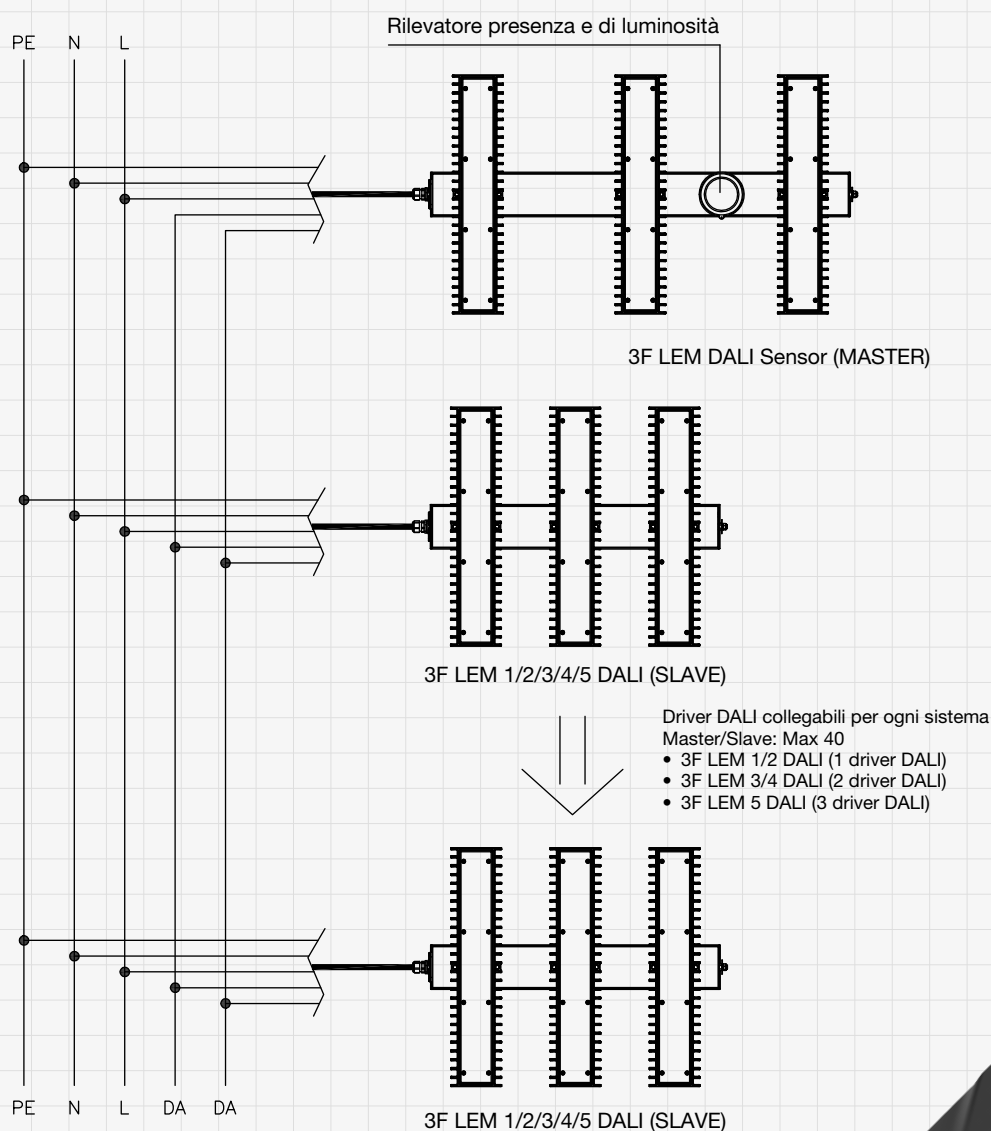 Rilevatore presenza e di luminosità
PE N L
3F LEM DALI Sensor (MASTER)
3F LEM 1/2/3/4/5 DALI (SLAVE)
Driver DALI collegabili per ogni sistema
Master/Slave: Max 40
• 3F LEM 1/2 DALI (1 driver DALI)
• 3F LEM 3/4 DALI (2 driver DALI)
• 3F LEM 5 DALI (3 driver DALI)
PE N L DA DA
3F LEM 1/2/3/4/5 DALI (SLAVE)